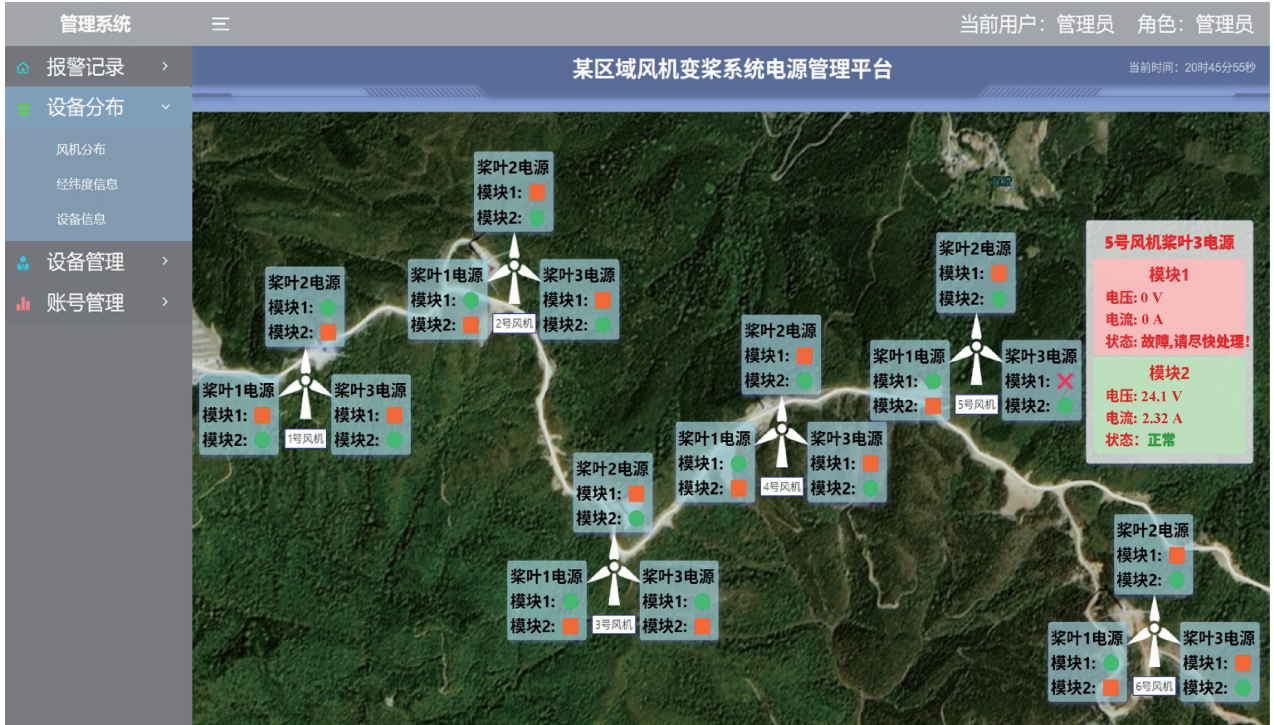 管理系统
当前用户：管理员 角色：管理员
报警记录
设备分布
风机分布
经纬度信息
设备信息
设备管理
账号管理
某区域风机变桨系统电源管理平台
当前时间：20时45分55秒
桨叶2电源
模块1:
模块2:
桨叶1电源
模块1:
模块2:
桨叶3电源
模块1:
模块2:
1号风机
桨叶2电源
模块1:
模块2:
桨叶1电源
模块1:
模块2:
桨叶3电源
模块1:
模块2:
2号风机
桨叶2电源
模块1:
模块2:
桨叶1电源
模块1:
模块2:
桨叶3电源
模块1:
模块2:
3号风机
桨叶2电源
模块1:
模块2:
桨叶1电源
模块1:
模块2:
桨叶3电源
模块1:
模块2:
4号风机
桨叶2电源
模块1:
模块2:
桨叶1电源
模块1:
模块2:
桨叶3电源
模块1:
模块2:
5号风机
桨叶2电源
模块1:
模块2:
桨叶1电源
模块1:
模块2:
桨叶3电源
模块1:
模块2:
6号风机
5号风机桨叶3电源
模块1
电压: 0 V
电流: 0 A
状态: 故障,请尽快处理!
模块2
电压: 24.1 V
电流: 2.32 A
状态：正常